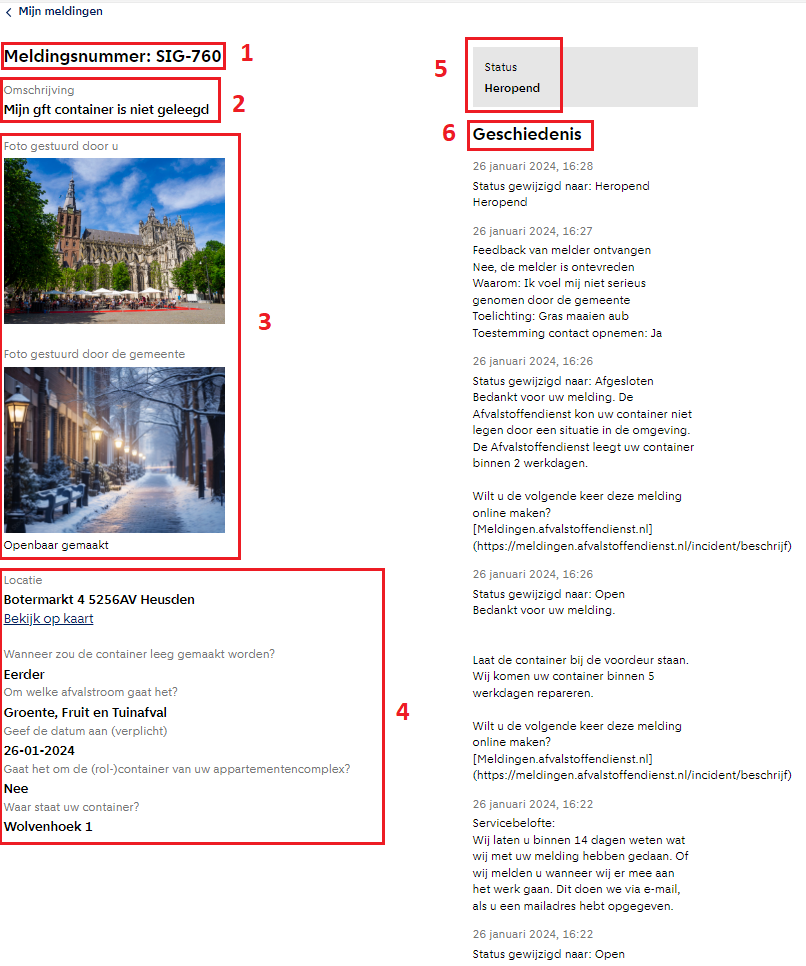 Mijn meldingen
Meldingsnummer: SIG-760
1
Omschrijving
Mijn gft container is niet geleegd
2
Foto gestuurd door u
3
Foto gestuurd door de gemeente
Openbaar gemaakt
Locatie
Botermarkt 4 5256AV Heusden
Bekijk op kaart
Wanneer zou de container leeg gemaakt worden?
Eerder
Om welke afvalstroom gaat het?
Groente, Fruit en Tuinafval
4
Geef de datum aan (verplicht)
26-01-2024
Gaat het om de (rol-)container van uw appartementencomplex?
Nee
Waar staat uw container?
Wolvenhoek 1
5
Status
Heropend
6
Geschiedenis
26 januari 2024, 16:28
Status gewijzigd naar: Heropend
Heropend
26 januari 2024, 16:27
Feedback van melder ontvangen
Nee, de melder is ontevreden
Waarom: Ik voel mij niet serieus
genomen door de gemeente
Toelichting: Gras maaien aub
Toestemming contact opnemen: Ja
26 januari 2024, 16:26
Status gewijzigd naar: Afgesloten
Bedankt voor uw melding. De
Afvalstoffendienst kon uw container niet
legen door een situatie in de omgeving.
De Afvalstoffendienst leegt uw container
binnen 2 werkdagen.
Wilt u de volgende keer deze melding
online maken?
[Meldingen.afvalstoffendienst.nl]
(https://meldingen.afvalstoffendienst.nl/incident/beschrijf)
26 januari 2024, 16:26
Status gewijzigd naar: Open
Bedankt voor uw melding.
Laat de container bij de voordeur staan.
Wij komen uw container binnen 5
werkdagen repareren.
Wilt u de volgende keer deze melding
online maken?
[Meldingen.afvalstoffendienst.nl]
(https://meldingen.afvalstoffendienst.nl/incident/beschrijf)
26 januari 2024, 16:22
Servicebelofte:
Wij laten u binnen 14 dagen weten wat
wij met uw melding hebben gedaan. Of
wij melden u wanneer wij er mee aan
het werk gaan. Dit doen we via e-mail,
als u een mailadres hebt opgegeven.
26 januari 2024, 16:22
Status gewijzigd naar: Open